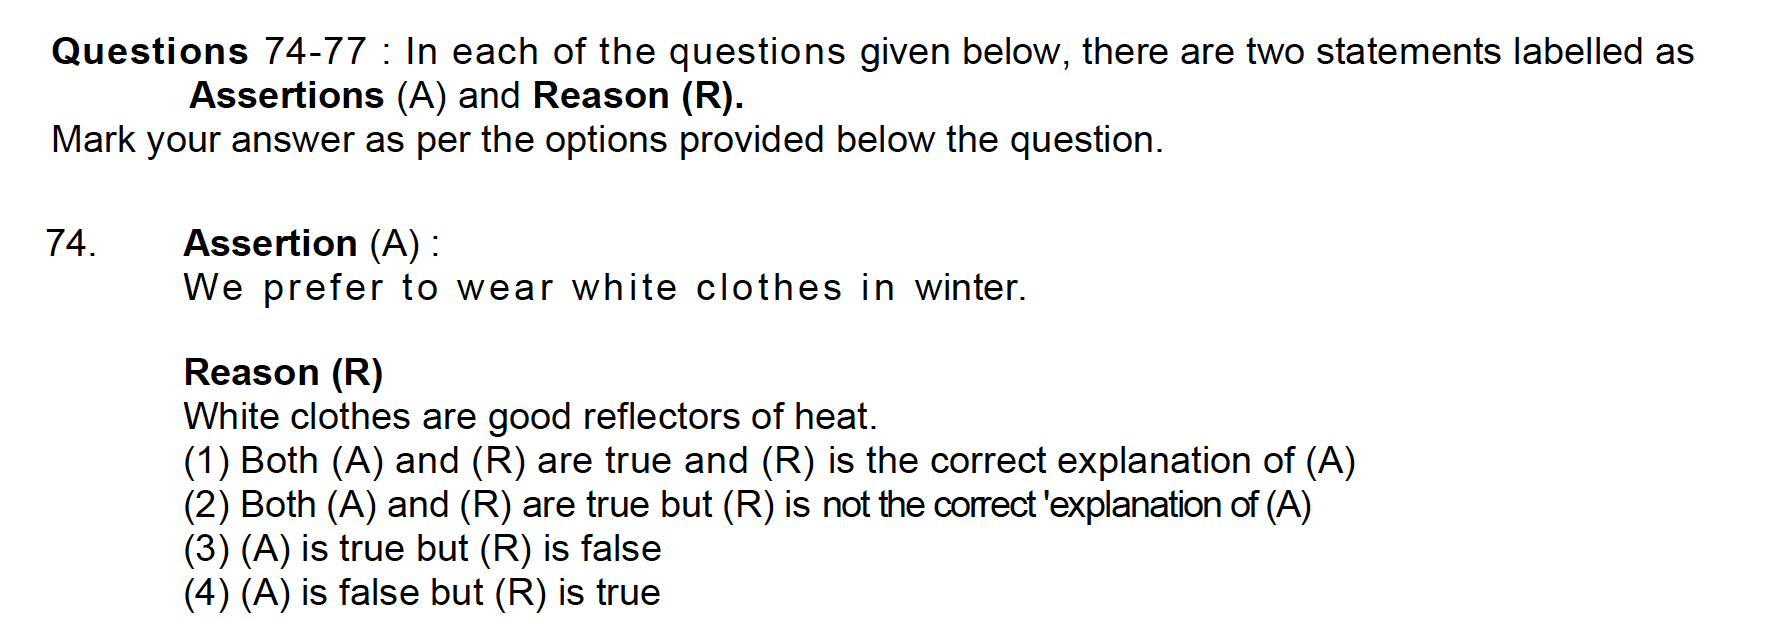 Questions 74-77 : In each of the questions given below, there are two statements labelled as
Assertions (A) and Reason (R).
Mark your answer as per the options provided below the question.
74. Assertion (A) :
We prefer to wear white clothes in winter.
Reason (R)
White clothes are good reflectors of heat.
(1) Both (A) and (R) are true and (R) is the correct explanation of (A)
(2) Both (A) and (R) are true but (R) is not the correct 'explanation of (A)
(3) (A) is true but (R) is false
(4) (A) is false but (R) is true